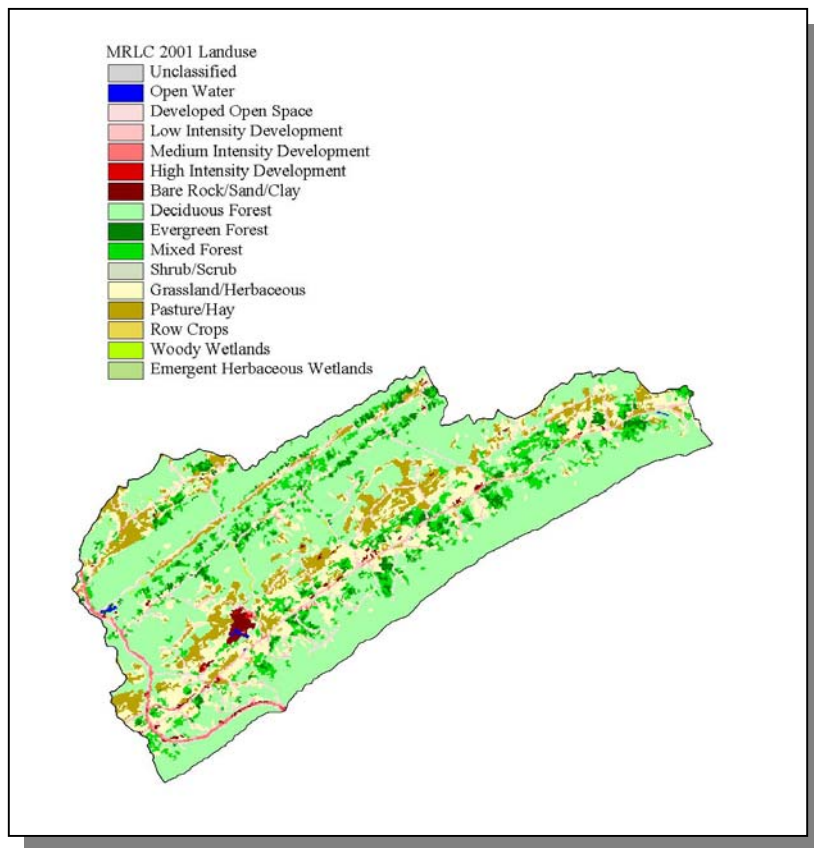 MRLC 2001 Landuse
Unclassified
Open Water
Developed Open Space
Low Intensity Development
Medium Intensity Development
High Intensity Development
Bare Rock/Sand/Clay
Deciduous Forest
Evergreen Forest
Mixed Forest
Shrub/Scrub
Grassland/Herbaceous
Pasture/Hay
Row Crops
Woody Wetlands
Emergent Herbaceous Wetlands